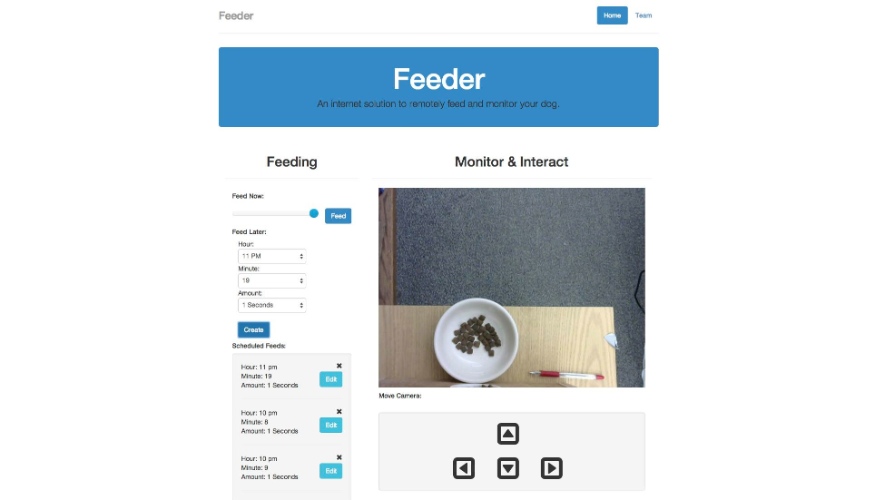 Feeder
Home Team
Feeder
An internet solution to remotely feed and monitor your dog.
Feeding
Feed Now:
Feed
Feed Later:
Hour:
11 PM
Minute:
19
Amount:
1 Seconds
Create
Scheduled Feeds:
Hour: 11 pm
Minute: 19
Amount: 1 Seconds
Edit
Hour: 10 pm
Minute: 8
Amount: 1 Seconds
Edit
Hour: 10 pm
Minute: 9
Amount: 1 Seconds
Edit
Monitor & Interact
Move Camera: